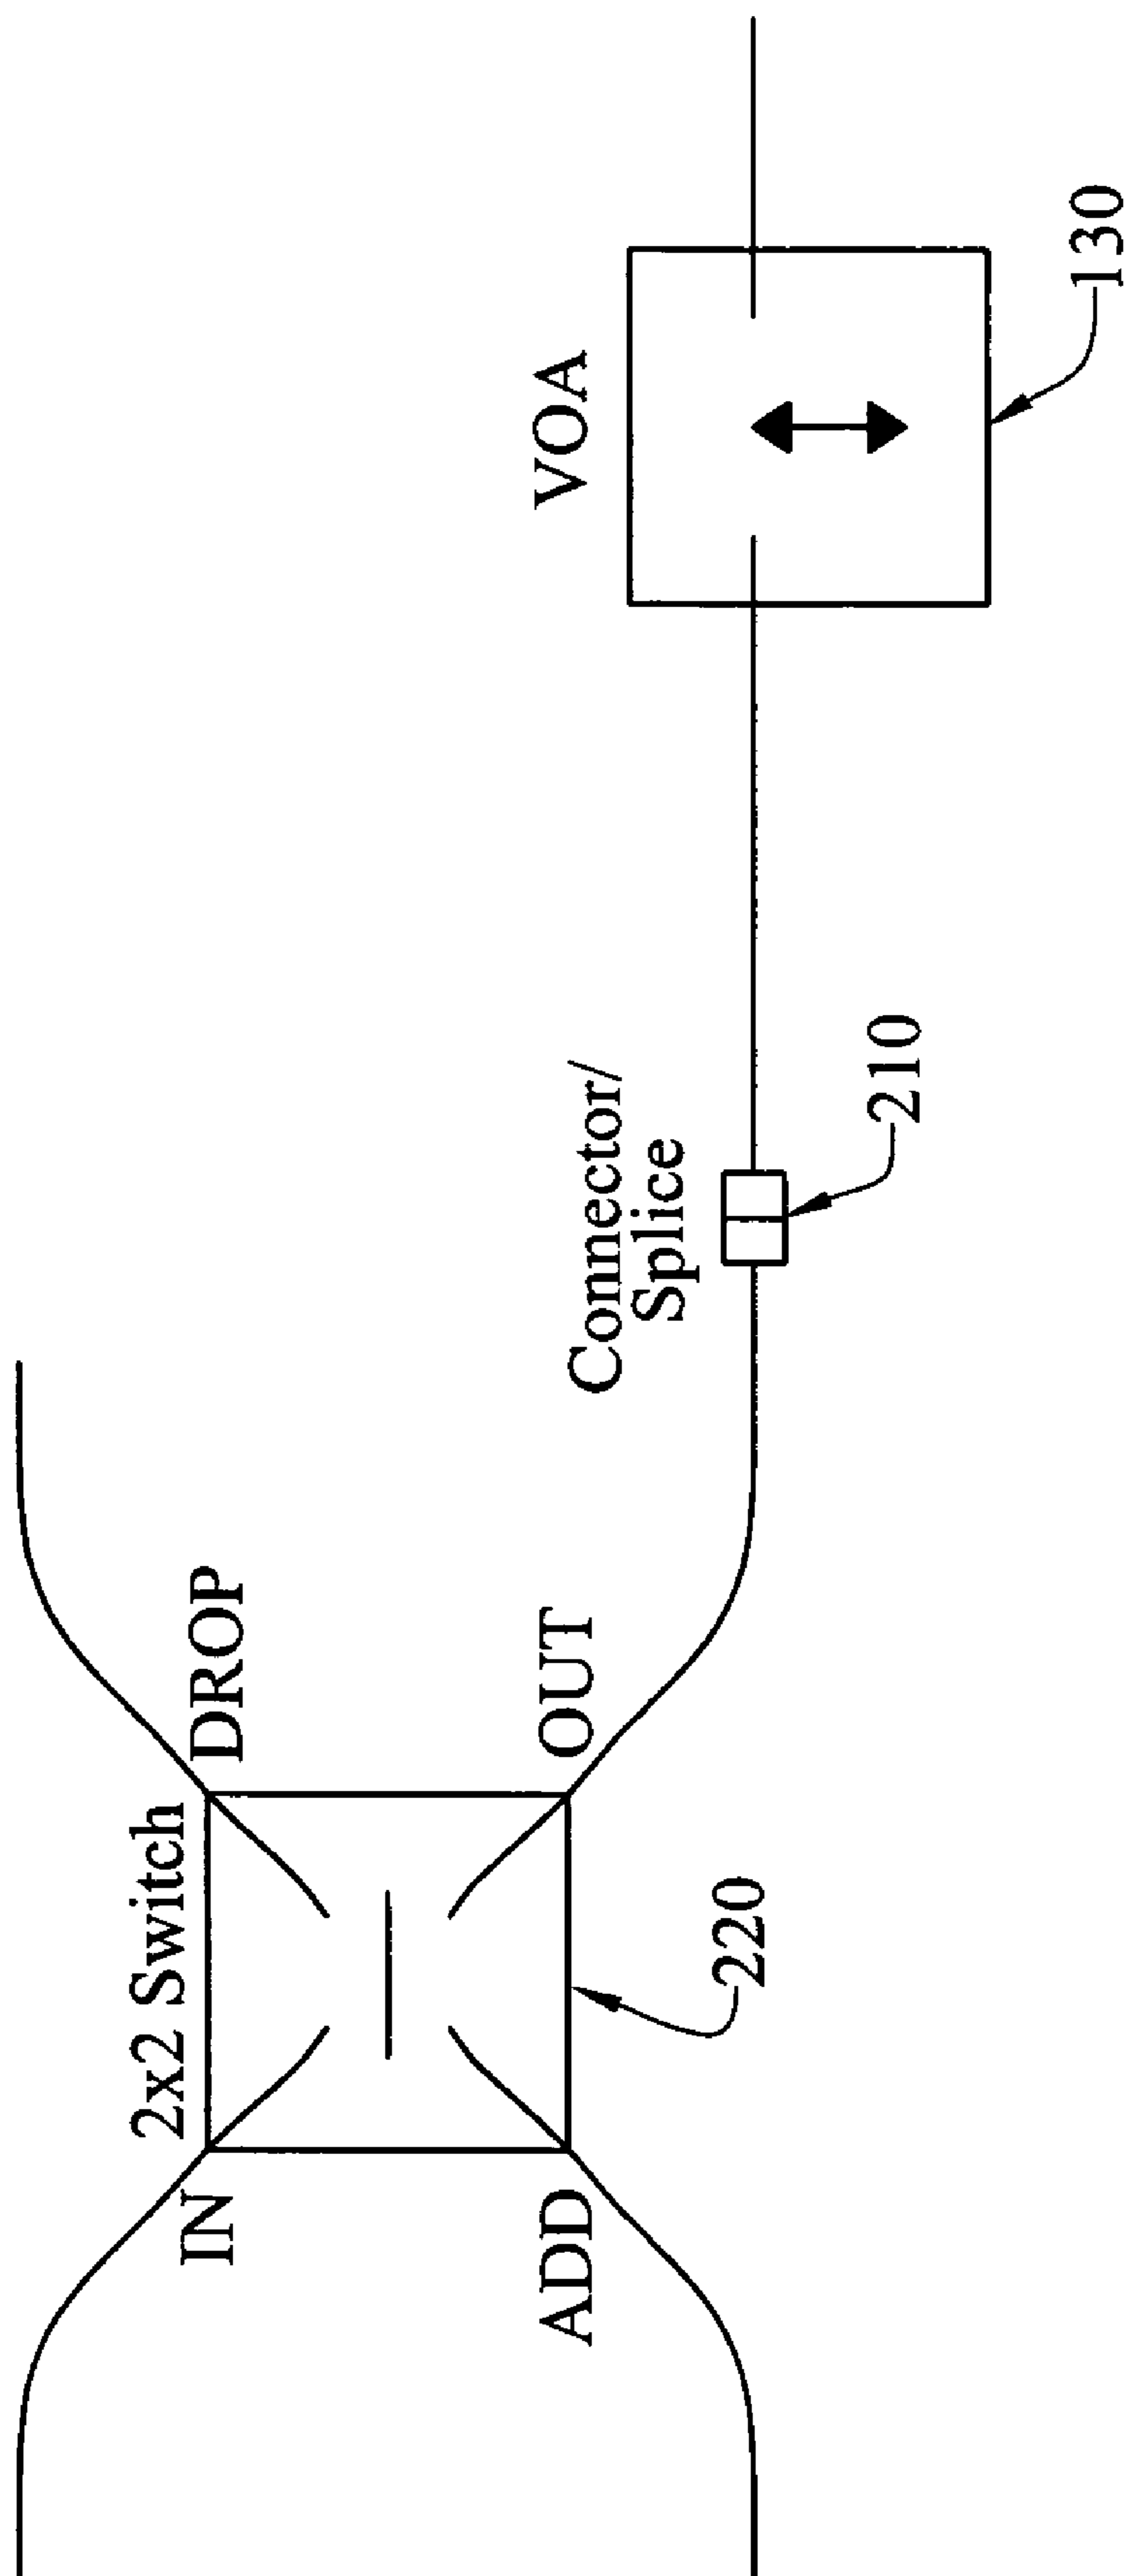 2x2 Switch
IN
DROP
ADD
OUT
220
Connector/
Splice
210
VOA
130